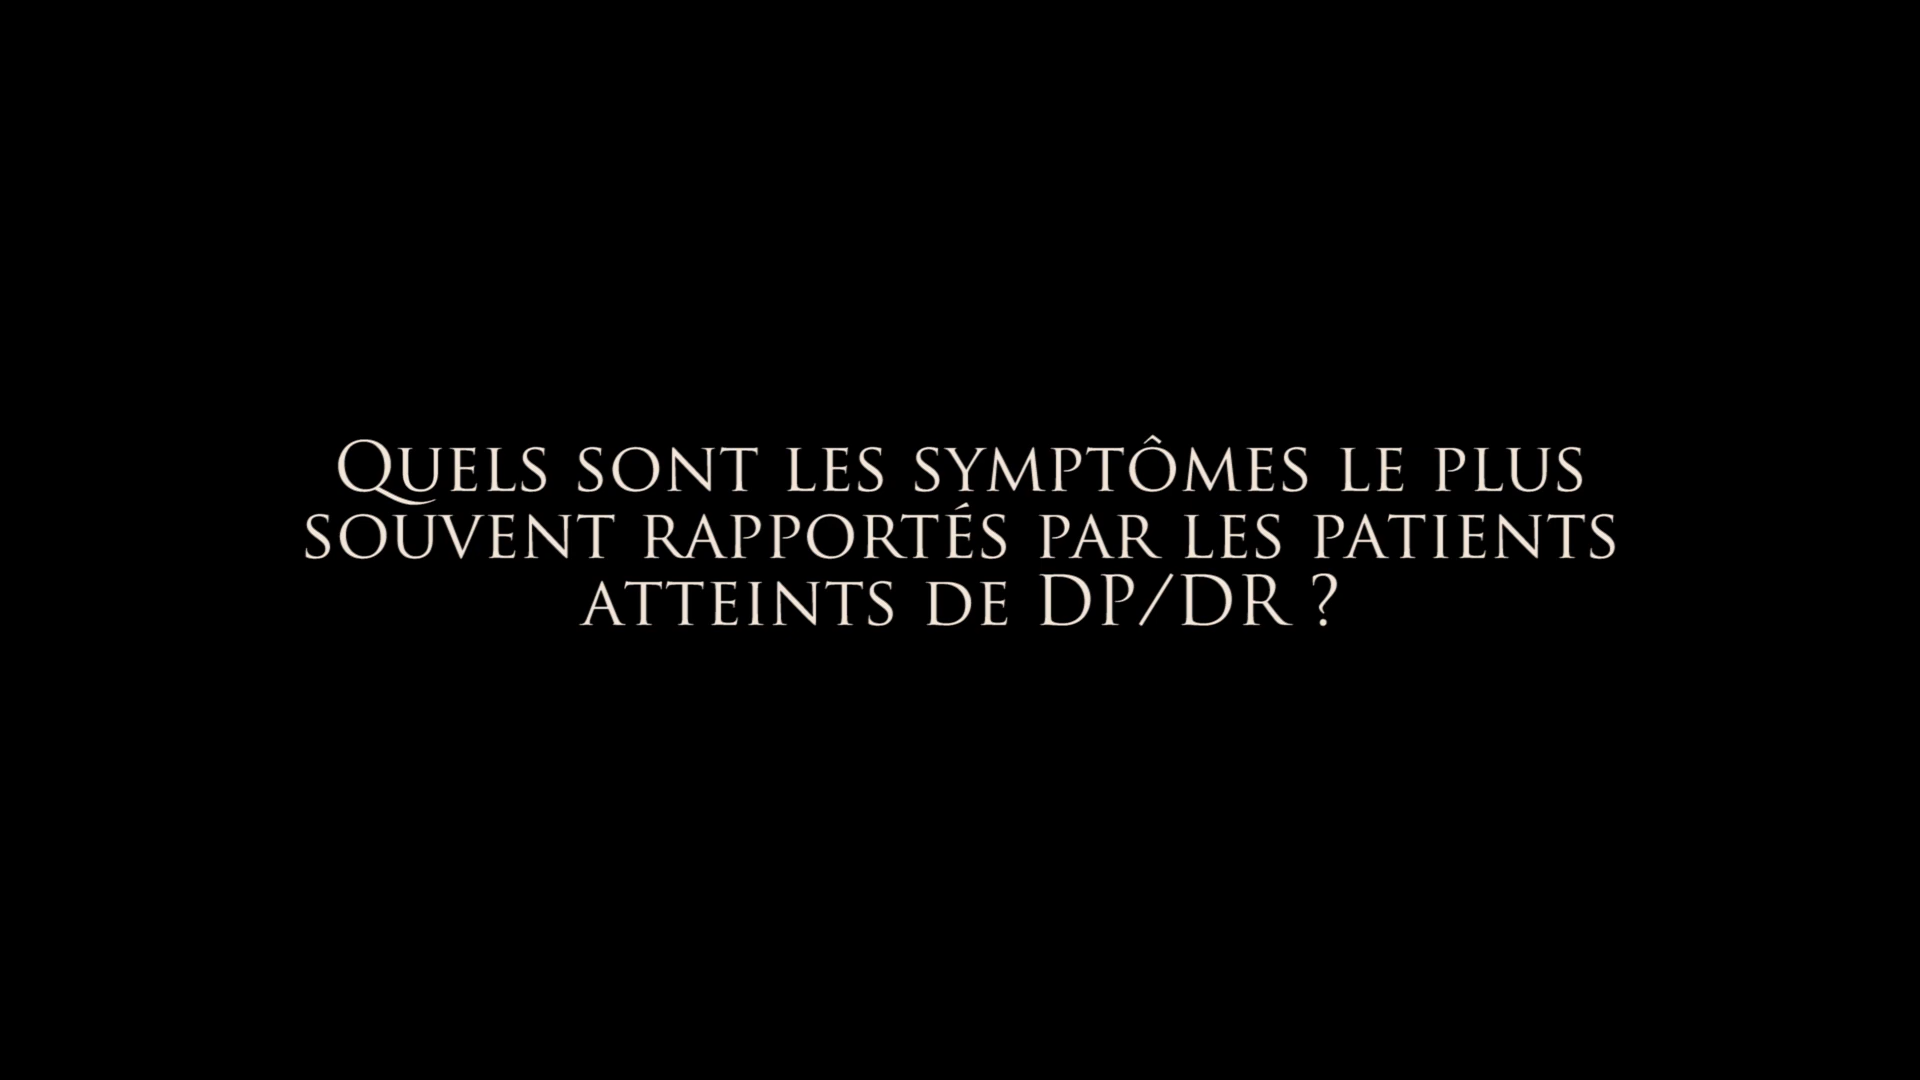 Quels sont les symptômes le plus
souvent rapportés par les patients
atteints de DP/DR ?